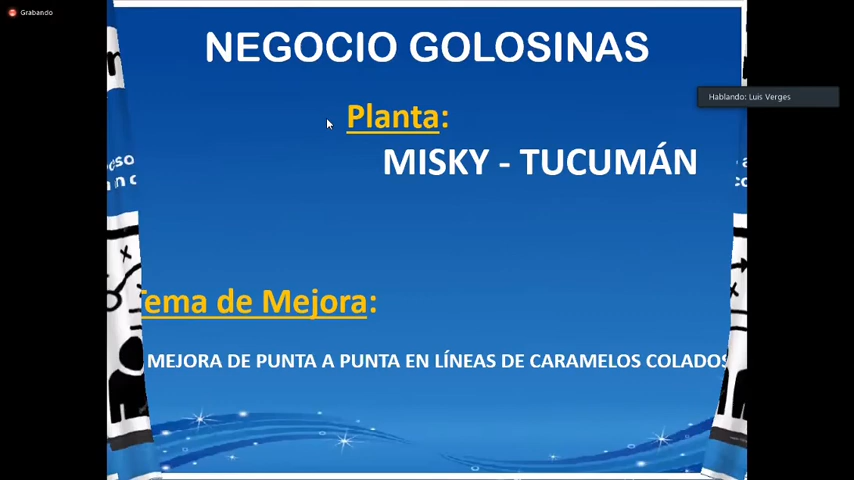 Grabando
NEGOCIO GOLOSINAS
Hablando: Luis Verges
Planta:
MISKY - TUCUMÁN
Tema de Mejora:
MEJORA DE PUNTA A PUNTA EN LÍNEAS DE CARAMELOS COLADOS